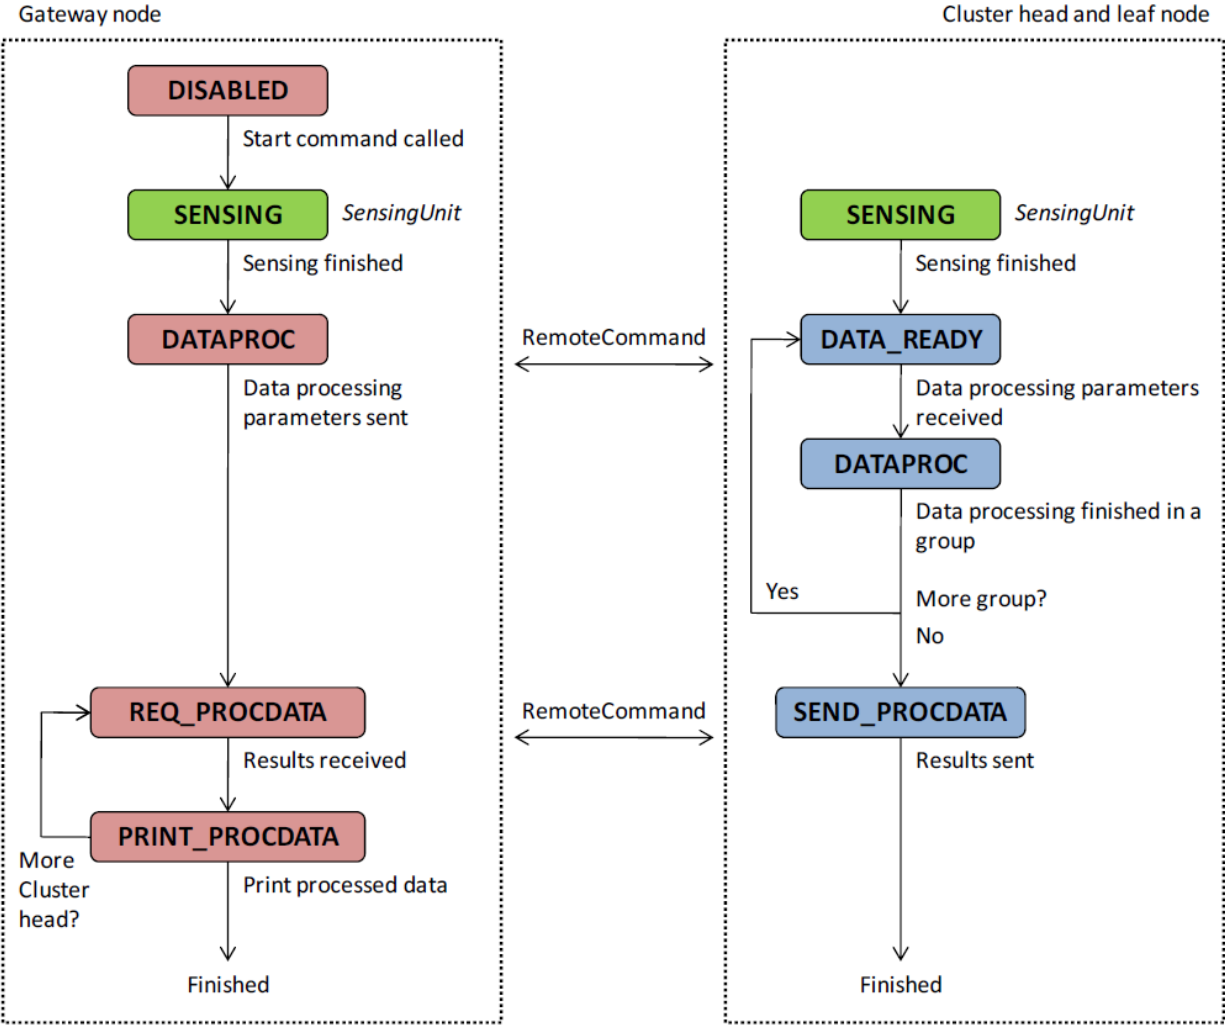 Gateway node
DISABLED
Start command called
SENSING
SensingUnit
Sensing finished
DATAPROC
Data processing
parameters sent
REQ_PROCDATA
Results received
PRINT_PROCDATA
More
Cluster
head?
Print processed data
Finished
RemoteCommand
RemoteCommand
Cluster head and leaf node
SENSING
SensingUnit
Sensing finished
DATA_READY
Data processing parameters
received
DATAPROC
Data processing finished in a
group
Yes
More group?
No
SEND_PROCDATA
Results sent
Finished